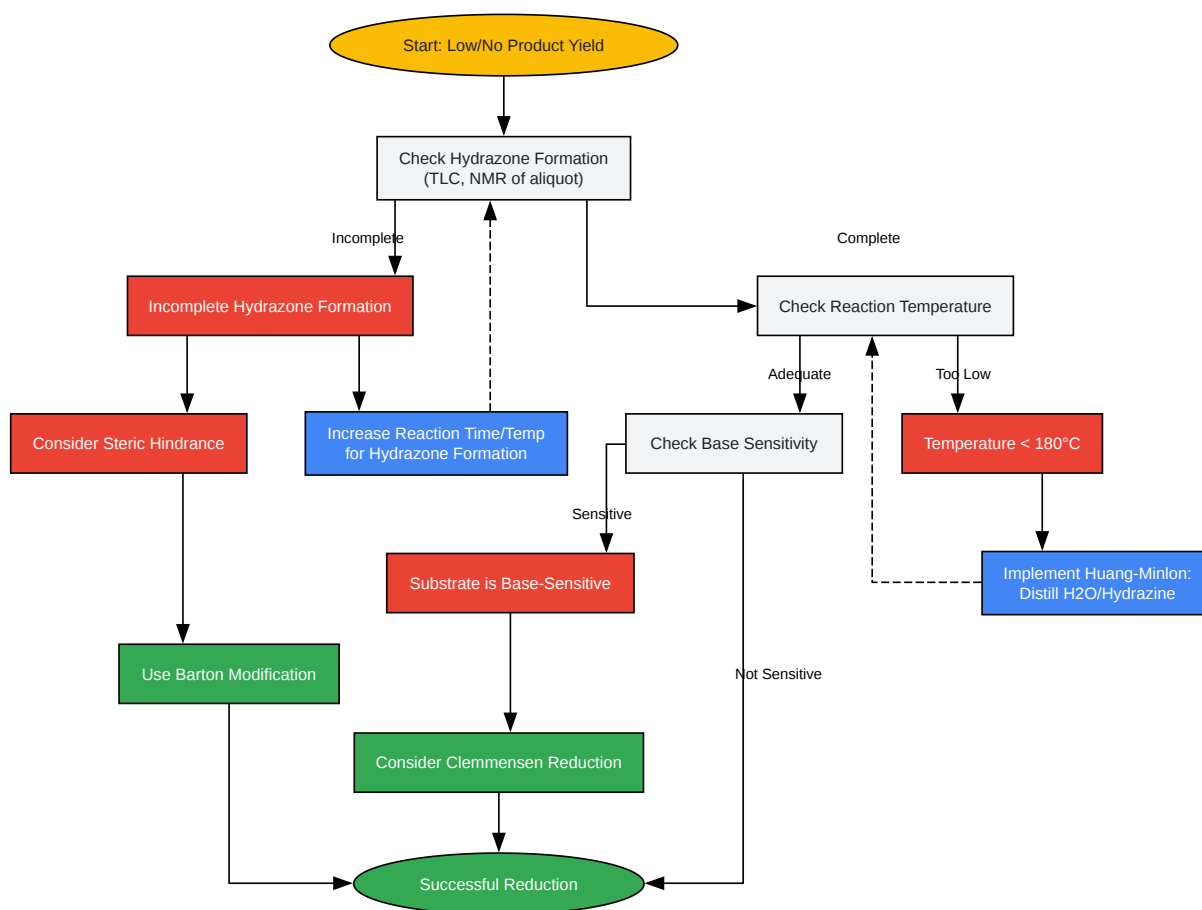 Start: Low/No Product Yield
Check Hydrazone Formation
(TLC, NMR of aliquot)
Incomplete
Complete
Incomplete Hydrazone Formation
Check Reaction Temperature
Adequate
Too Low
Consider Steric Hindrance
Increase Reaction Time/Temp
for Hydrazone Formation
Check Base Sensitivity
Temperature < 180°C
Sensitive
Substrate is Base-Sensitive
Implement Huang-Minlon:
Distill H2O/Hydrazine
Use Barton Modification
Not Sensitive
Consider Clemmensen Reduction
Successful Reduction